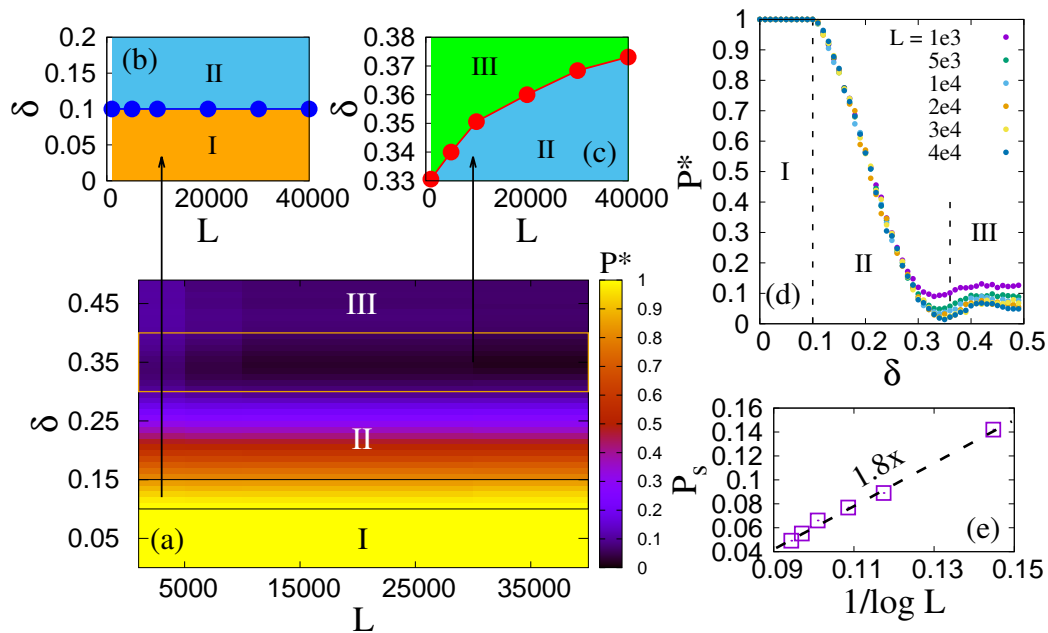 0.2
0.15
0.1
0.05
0
δ
(b)
II
I
0
20000
40000
L
0.38
0.37
0.36
0.35
0.34
0.33
δ
III
II
(c)
0
20000
40000
L
P*
0.45
0.35
0.25
0.15
0.05
δ
III
II
I
(a)
5000
15000
25000
35000
L
1
0.9
0.8
0.7
0.6
0.5
0.4
0.3
0.2
0.1
0
1
0.9
0.8
0.7
0.6
0.5
0.4
0.3
0.2
0.1
0
P*
L = 1e3
5e3
1e4
2e4
3e4
4e4
I
II
III
(d)
0
0.1
0.2
0.3
0.4
0.5
δ
0.16
0.14
0.12
0.1
0.08
0.06
0.04
Ps
1.8x
(e)
0.09
0.11
0.13
0.15
1/log L